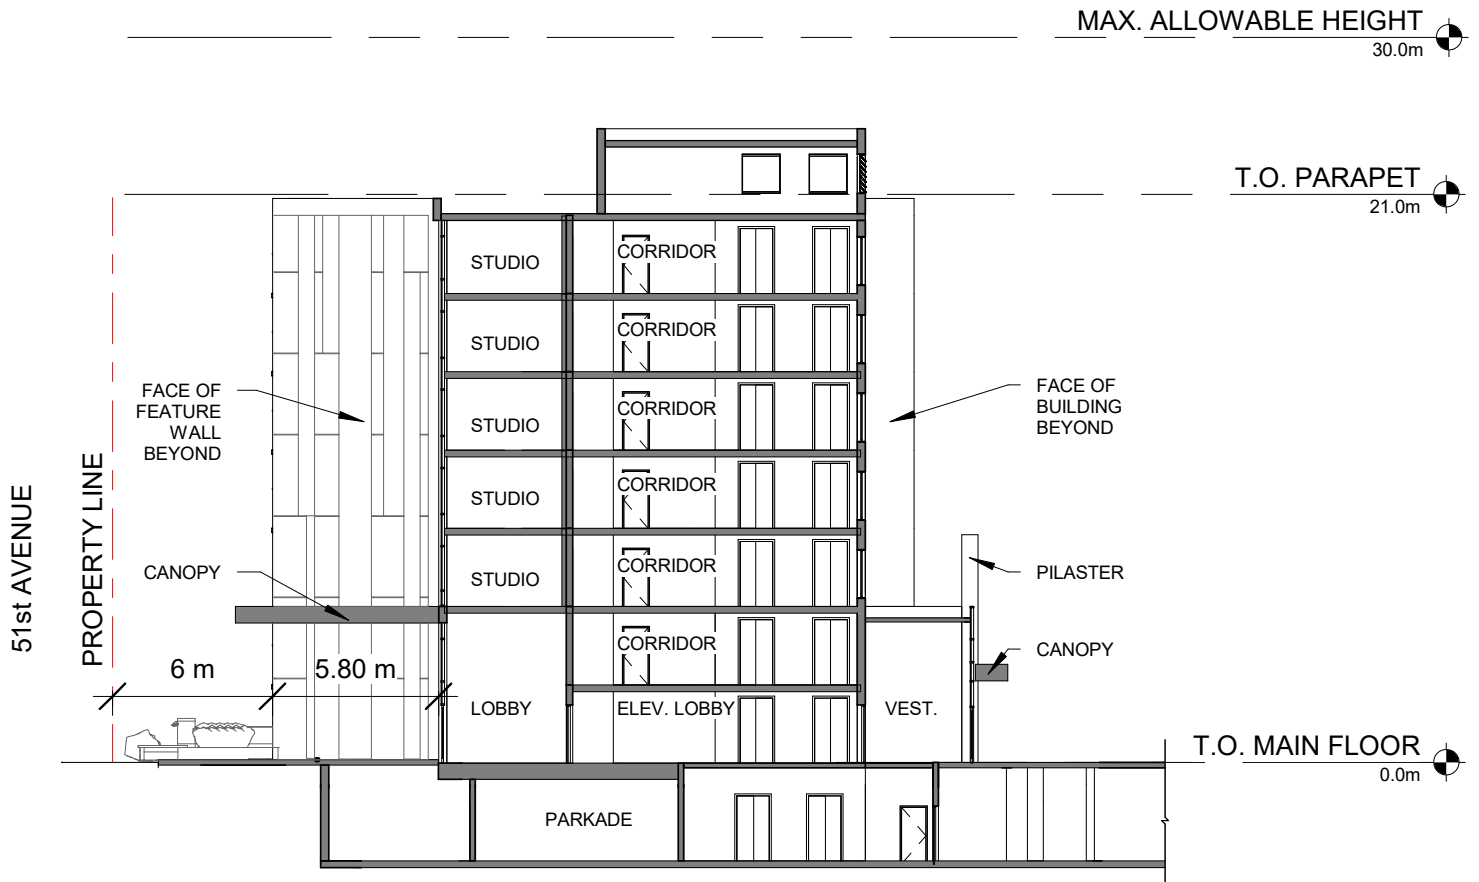 MAX. ALLOWABLE HEIGHT
30.0m
T.O. PARAPET
21.0m
STUDIO
CORRIDOR
STUDIO
CORRIDOR
FACE OF
FEATURE
WALL
BEYOND
STUDIO
CORRIDOR
FACE OF
BUILDING
BEYOND
STUDIO
CORRIDOR
51st AVENUE
PROPERTY LINE
CANOPY
STUDIO
CORRIDOR
PILASTER
6 m
5.80 m
CORRIDOR
CANOPY
LOBBY
ELEV. LOBBY
VEST.
T.O. MAIN FLOOR
0.0m
PARKADE